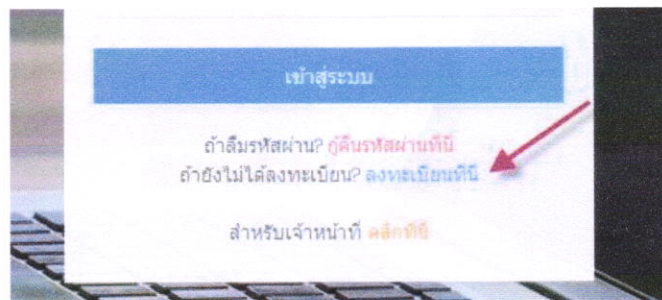 เข้าสู่ระบบ
ถ้าลืมรหัสผ่าน? กู้คืนรหัสผ่านที่นี่
ถ้ายังไม่ได้ลงทะเบียน? ลงทะเบียนที่นี่
สำหรับเจ้าหน้าที่ คลิกที่นี่